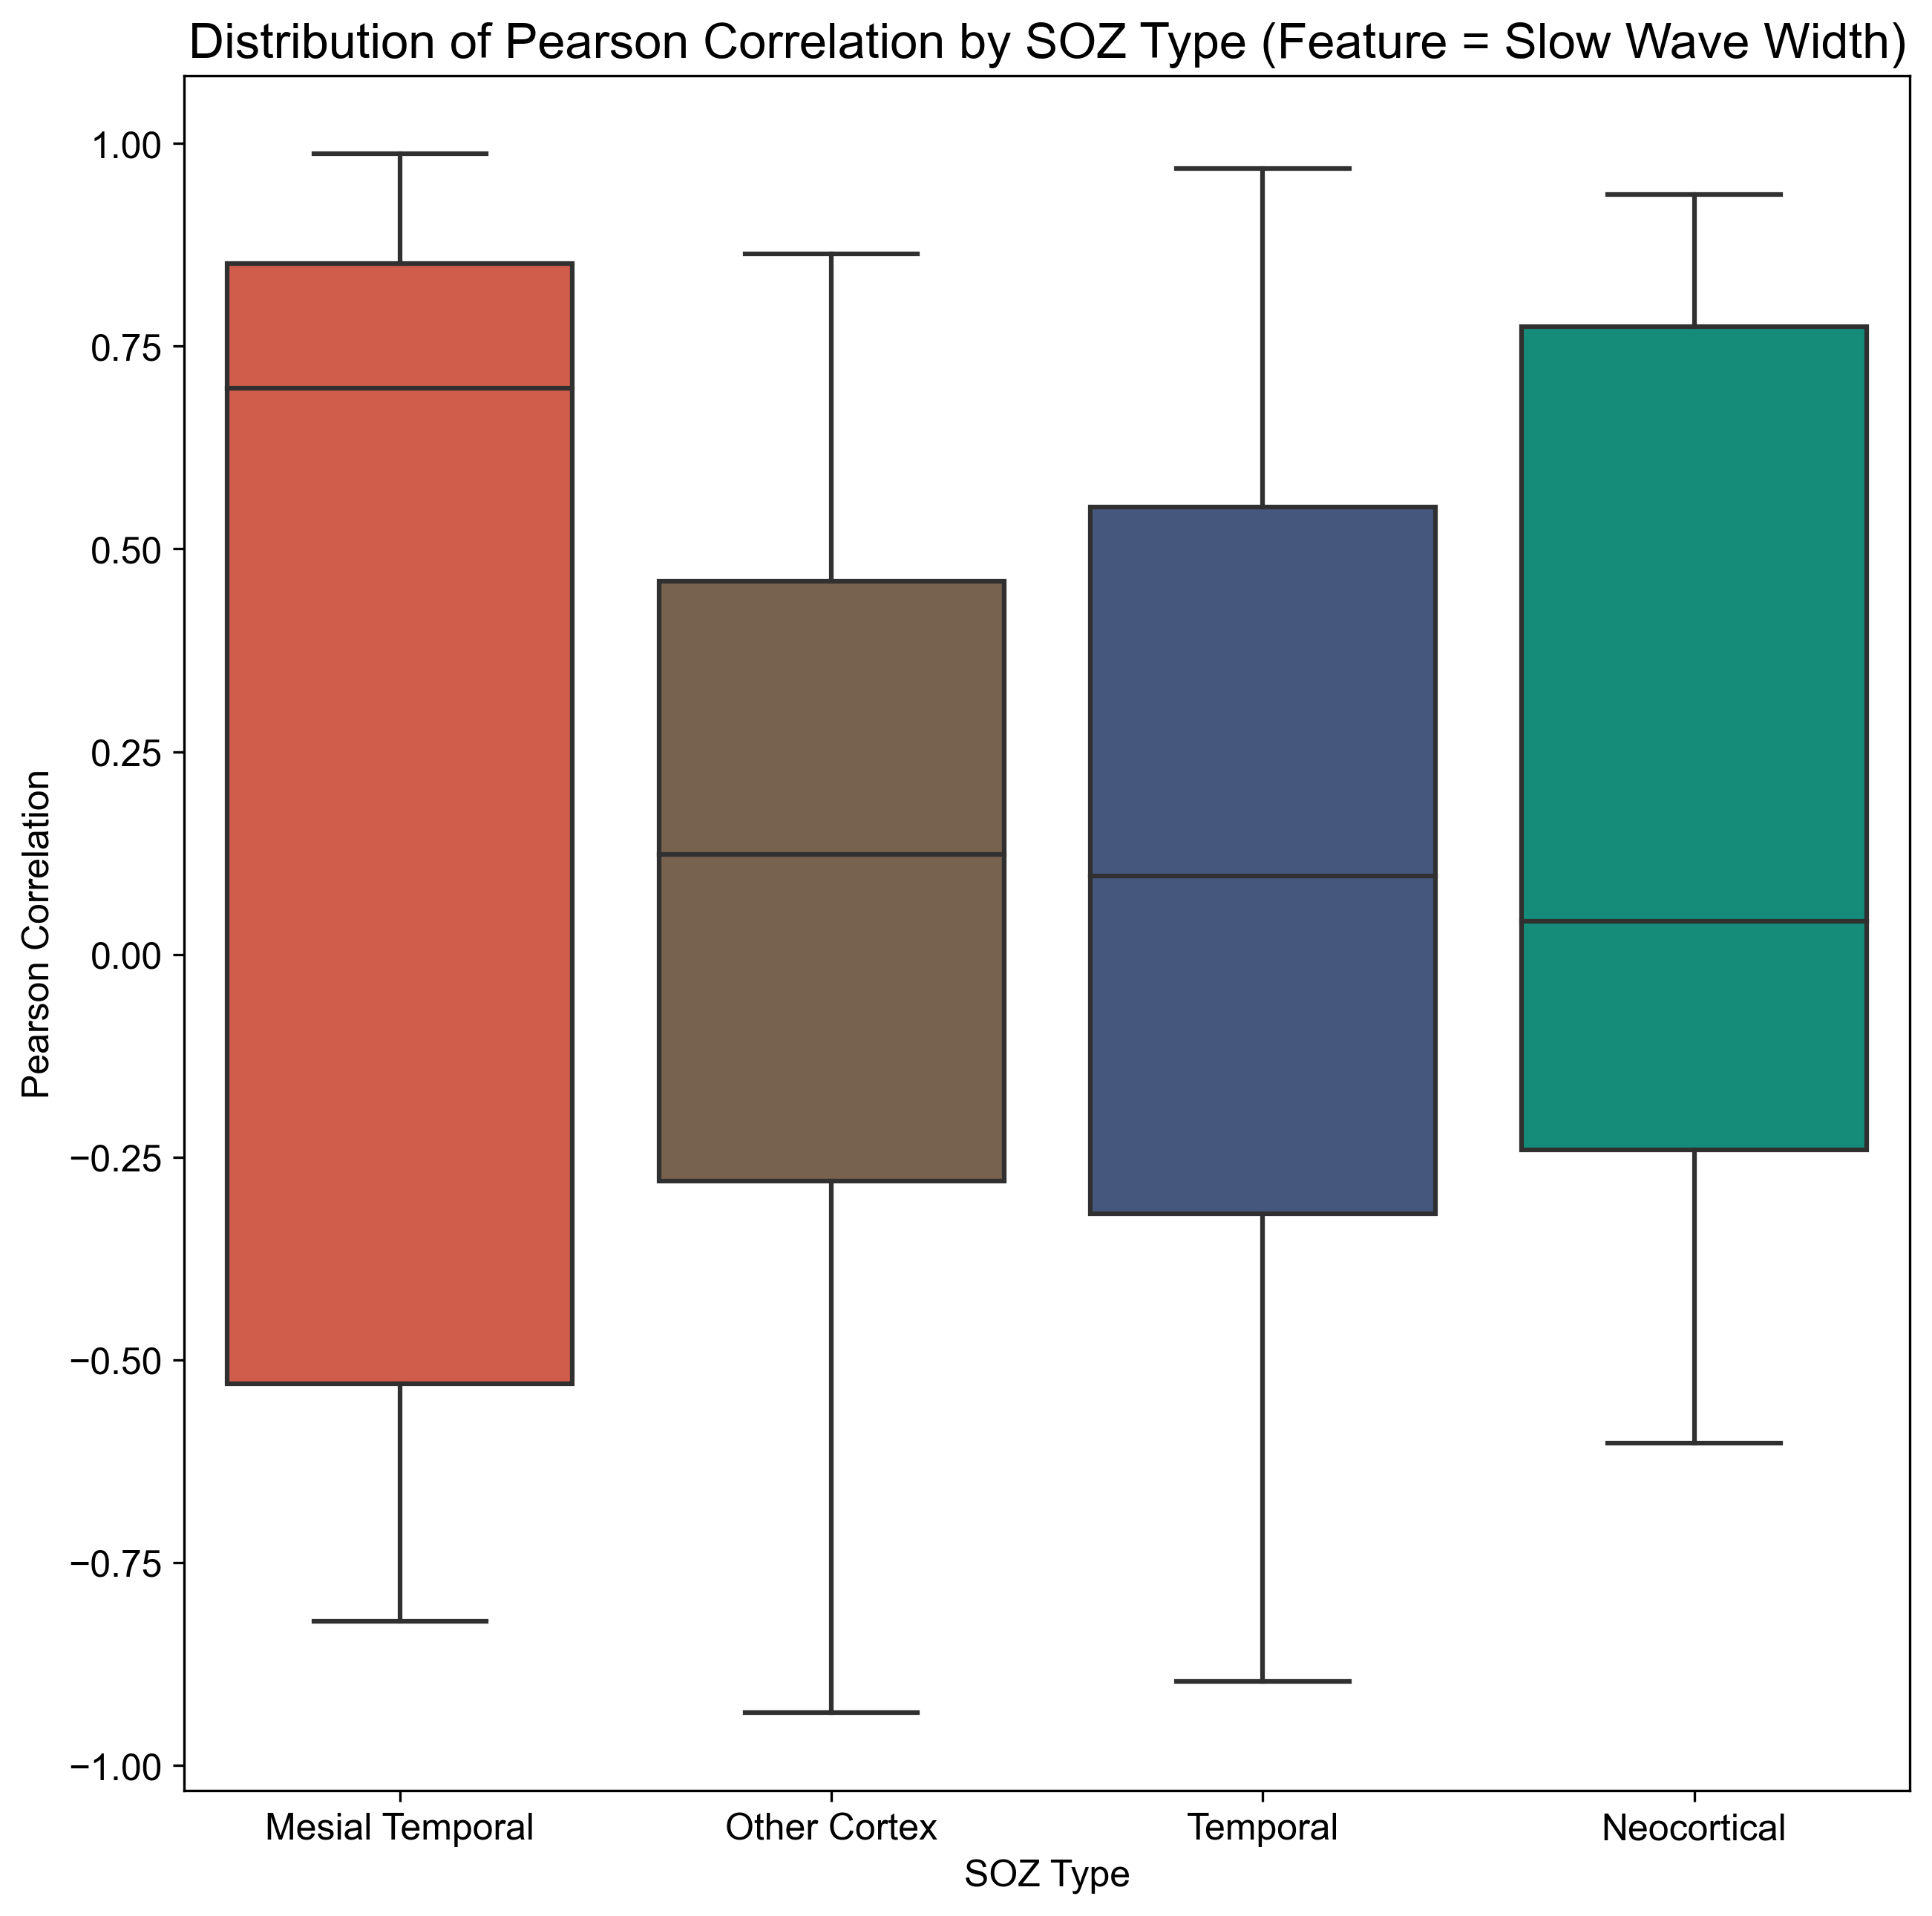 Distribution of Pearson Correlation by SOZ Type (Feature = Slow Wave Width)
1.00
0.75
0.50
0.25
0.00
−0.25
−0.50
−0.75
−1.00
Pearson Correlation
Mesial Temporal
Other Cortex
Temporal
Neocortical
SOZ Type